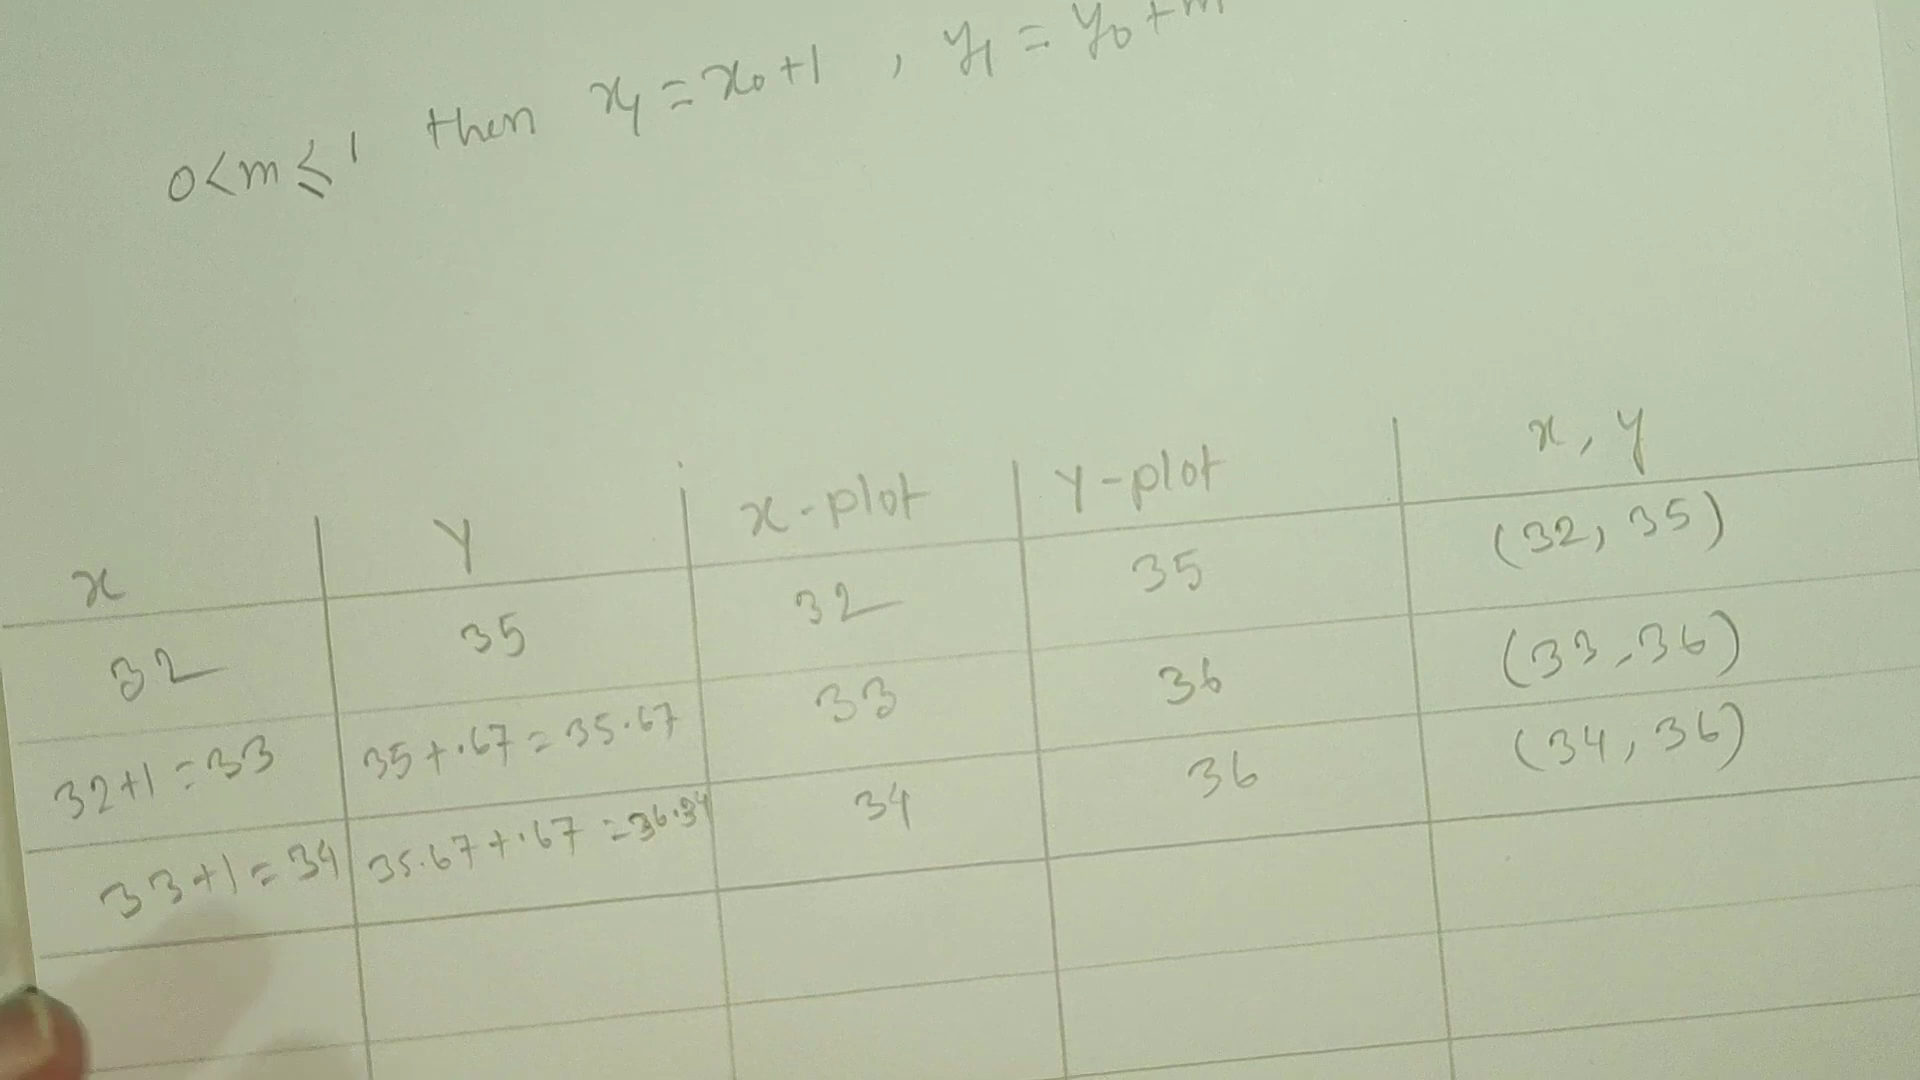 0<m≤1 then x1 = x0+1 , y1 = y0+m
x Y x-plot Y-plot x, y
32 35 32 35 (32, 35)
32+1=33 35+.67=35.67 33 36 (33,36)
33+1=34 35.67+.67=36.34 34 36 (34, 36)